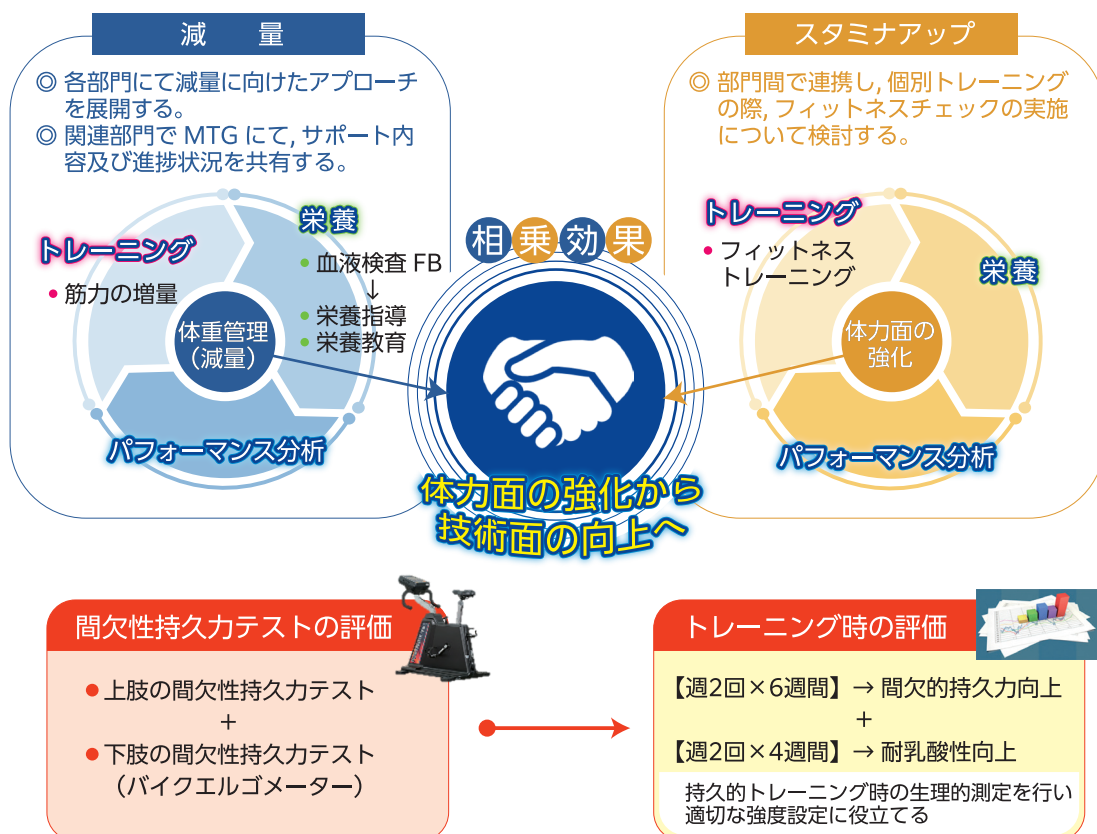 減　量
◎ 各部門にて減量に向けたアプローチ
を展開する。
◎ 関連部門で MTG にて, サポート内
容及び進捗状況を共有する。
トレーニング
• 筋力の増量
栄養
• 血液検査 FB
↓
• 栄養指導
• 栄養教育
体重管理
（減量）
パフォーマンス分析
相乗効果
体力面の強化から
技術面の向上へ
スタミナアップ
◎ 部門間で連携し, 個別トレーニング
の際, フィットネスチェックの実施
について検討する。
トレーニング
• フィットネス
トレーニング
栄養
体力面の
強化
パフォーマンス分析
間欠性持久力テストの評価
• 上肢の間欠性持久力テスト
+
• 下肢の間欠性持久力テスト
（バイクエルゴメーター）
トレーニング時の評価
【週2回×6週間】→ 間欠的持久力向上
+
【週2回×4週間】→ 耐乳酸性向上
持久的トレーニング時の生理的測定を行い
適切な強度設定に役立てる